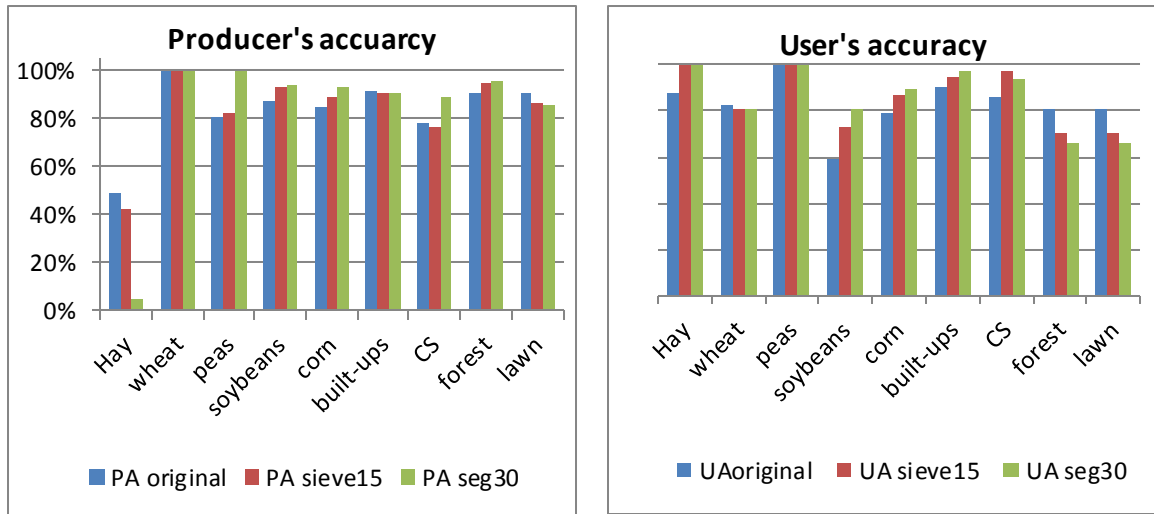 Producer's accuarcy
100%
80%
60%
40%
20%
0%
Hay
wheat
peas
soybeans
corn
built-ups
CS
forest
lawn
PA original PA sieve15 PA seg30
User's accuracy
Hay
wheat
peas
soybeans
corn
built-ups
CS
forest
lawn
UAoriginal UA sieve15 UA seg30